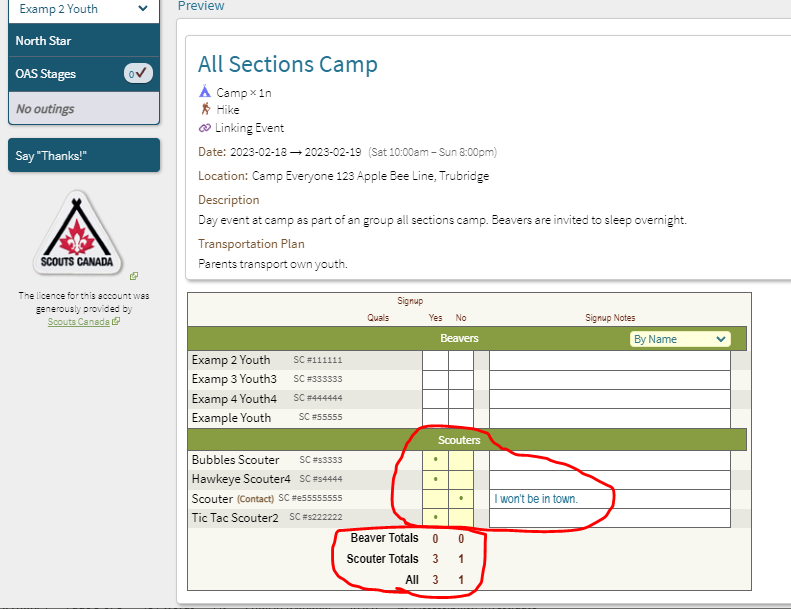 Examp 2 Youth
Preview
North Star
OAS Stages 0
No outings
Say "Thanks!"
SCOUTS CANADA
The licence for this account was
generously provided by
Scouts Canada
All Sections Camp
Camp × 1n
Hike
Linking Event
Date: 2023-02-18 → 2023-02-19 (Sat 10:00am – Sun 8:00pm)
Location: Camp Everyone 123 Apple Bee Line, Trubridge
Description
Day event at camp as part of an group all sections camp. Beavers are invited to sleep overnight.
Transportation Plan
Parents transport own youth.
Signup
Quals Yes No Signup Notes
Beavers By Name
Examp 2 Youth SC #111111
Examp 3 Youth3 SC #333333
Examp 4 Youth4 SC #444444
Example Youth SC #55555
Scouters
Bubbles Scouter SC #s3333
Hawkeye Scouter4 SC #s4444
Scouter (Contact) SC #e55555555 I won't be in town.
Tic Tac Scouter2 SC #s222222
Beaver Totals 0 0
Scouter Totals 3 1
All 3 1